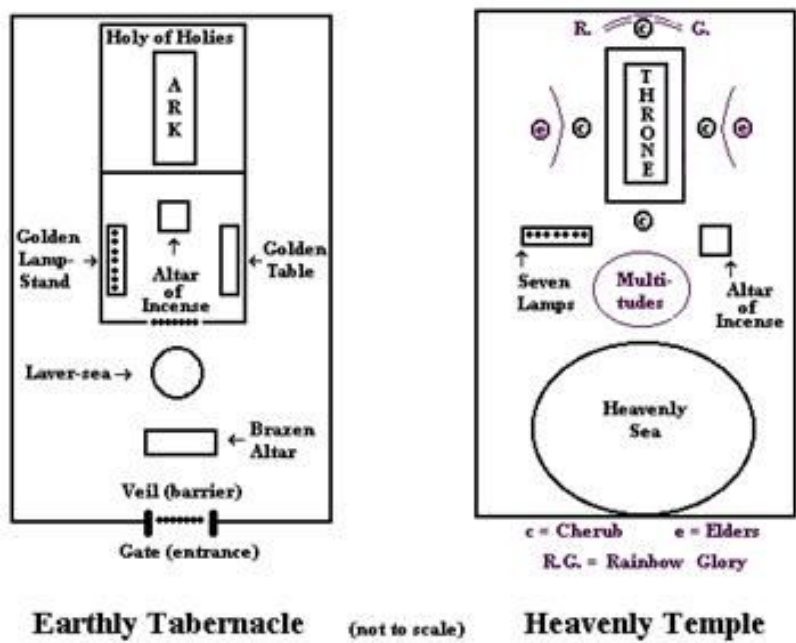 Holy of Holies
A
R
K
Golden
Lamp-
Stand
Altar
of
Incense
Golden
Table
Laver-sea
Brazen
Altar
Veil (barrier)
Gate (entrance)
Earthly Tabernacle
(not to scale)
R.
c
G.
T
H
R
O
N
E
e
c
c
e
c
Seven
Lamps
Multi-
tudes
Altar
of
Incense
Heavenly
Sea
c = Cherub e = Elders
R.G. = Rainbow Glory
Heavenly Temple